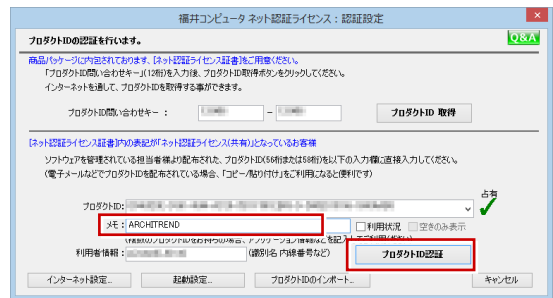 福井コンピュータ ネット認証ライセンス：認証設定
×
プロダクトIDの認証を行います。
Q&A
商品パッケージに内包されております、[ネット認証ライセンス証書]をご用意ください。
「プロダクトID問い合わせキー」(12桁)を入力後、プロダクトID取得ボタンをクリックしてください。
インターネットを通して、プロダクトIDを取得する事ができます。
プロダクトID問い合わせキー :
-
プロダクトID 取得
[ネット認証ライセンス証書]内の表記が「ネット認証ライセンス(共有)」となっているお客様
ソフトウェアを管理されている担当者様より配布された、プロダクトID(56桁または58桁)を以下の入力欄に直接入力してください。
(電子メールなどでプロダクトIDを配布されている場合、「コピー/貼り付け」をご利用になると便利です)
プロダクトID:
占有
メモ : ARCHITREND
利用状況 空きのみ表示
利用者情報 :
(識別名 内線番号など)
プロダクトID認証
インターネット設定...
起動設定...
プロダクトIDのインポート...
キャンセル